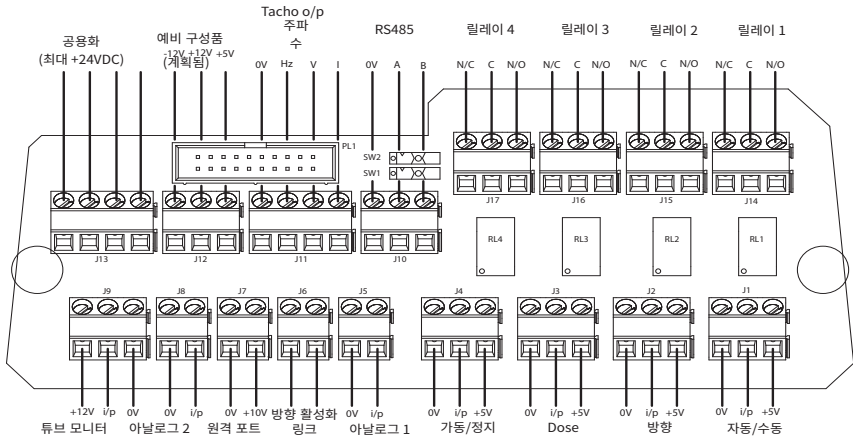 Tacho o/p
주파
수
공용화
(최대 +24VDC)
예비 구성품
-12V +12V +5V
(계획됨)
RS485
릴레이 4
릴레이 3
릴레이 2
릴레이 1
0V Hz V I
0V A B
N/C C N/O
N/C C N/O
N/C C N/O
N/C C N/O
PL1
SW2
SW1
J17
J16
J15
J14
RL4
RL3
RL2
RL1
J13
J12
J11
J10
J9
J8
J7
J6
J5
J4
J3
J2
J1
+12V i/p 0V
0V i/p
0V +10V
방향 활성화
링크
0V i/p
0V i/p +5V
0V i/p +5V
0V i/p +5V
0V i/p +5V
튜브 모니터
아날로그 2
원격 포트
아날로그 1
가동/정지
Dose
방향
자동/수동